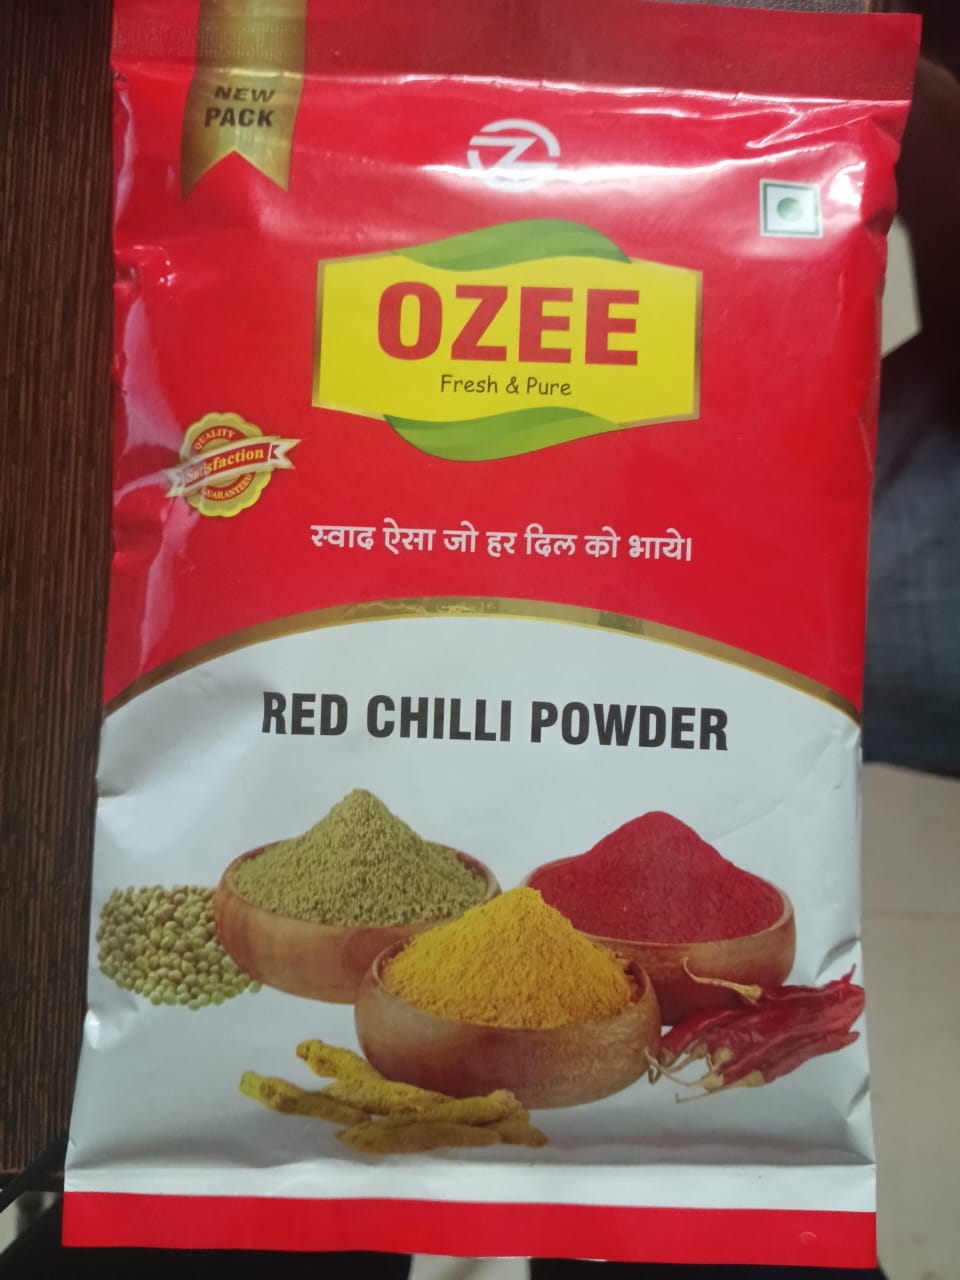 NEW
PACK
OZEE
Fresh & Pure
QUALITY
Satisfaction
GUARANTEED
स्वाद ऐसा जो हर दिल को भाये।
RED CHILLI POWDER